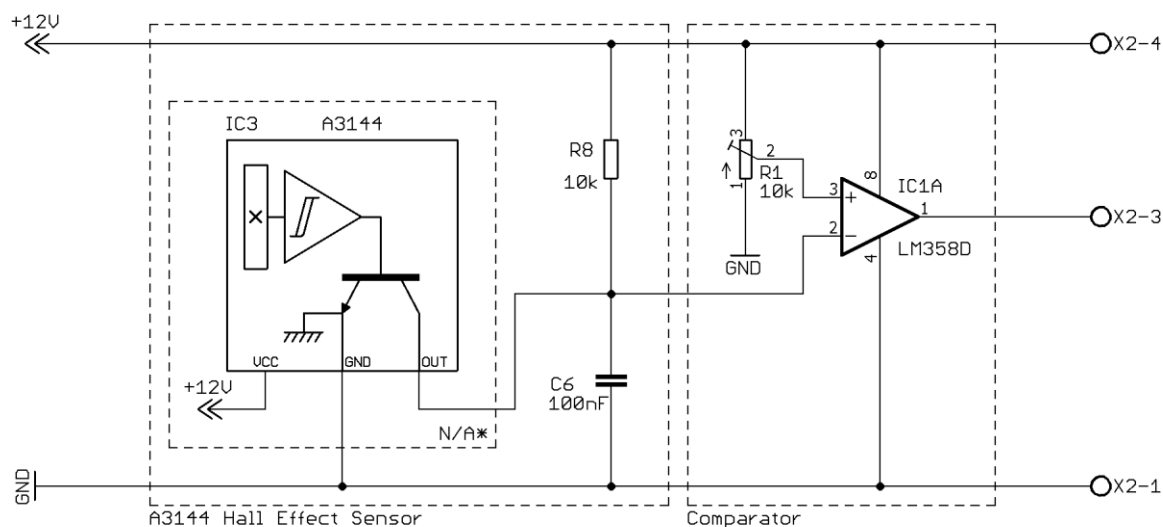 +12V
X2-4
IC3 A3144
R8
10k
3
2
R1
10k
1
GND
8
IC1A
3
+
2
−
1
4
LM358D
X2-3
VCC
GND
OUT
+12V
C6
100nF
N/A*
GND
X2-1
A3144 Hall Effect Sensor
Comparator